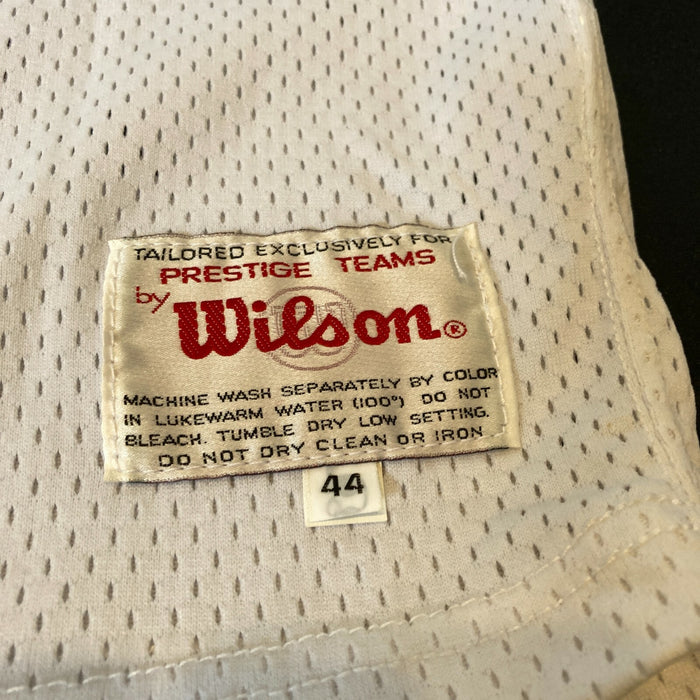 TAILORED EXCLUSIVELY FOR
PRESTIGE TEAMS
by Wilson®
MACHINE WASH SEPARATELY BY COLOR
IN LUKEWARM WATER (100°) DO NOT
BLEACH. TUMBLE DRY LOW SETTING.
DO NOT DRY CLEAN OR IRON
44